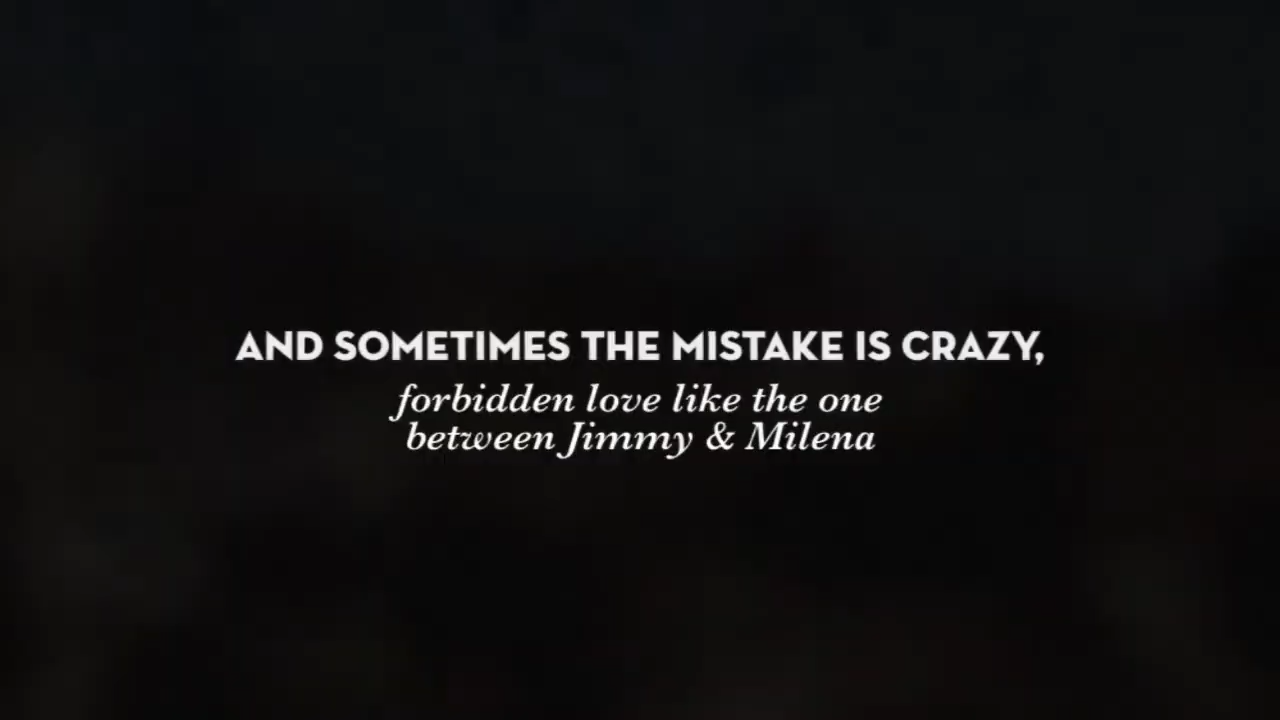 AND SOMETIMES THE MISTAKE IS CRAZY,
forbidden love like the one
between Jimmy & Milena